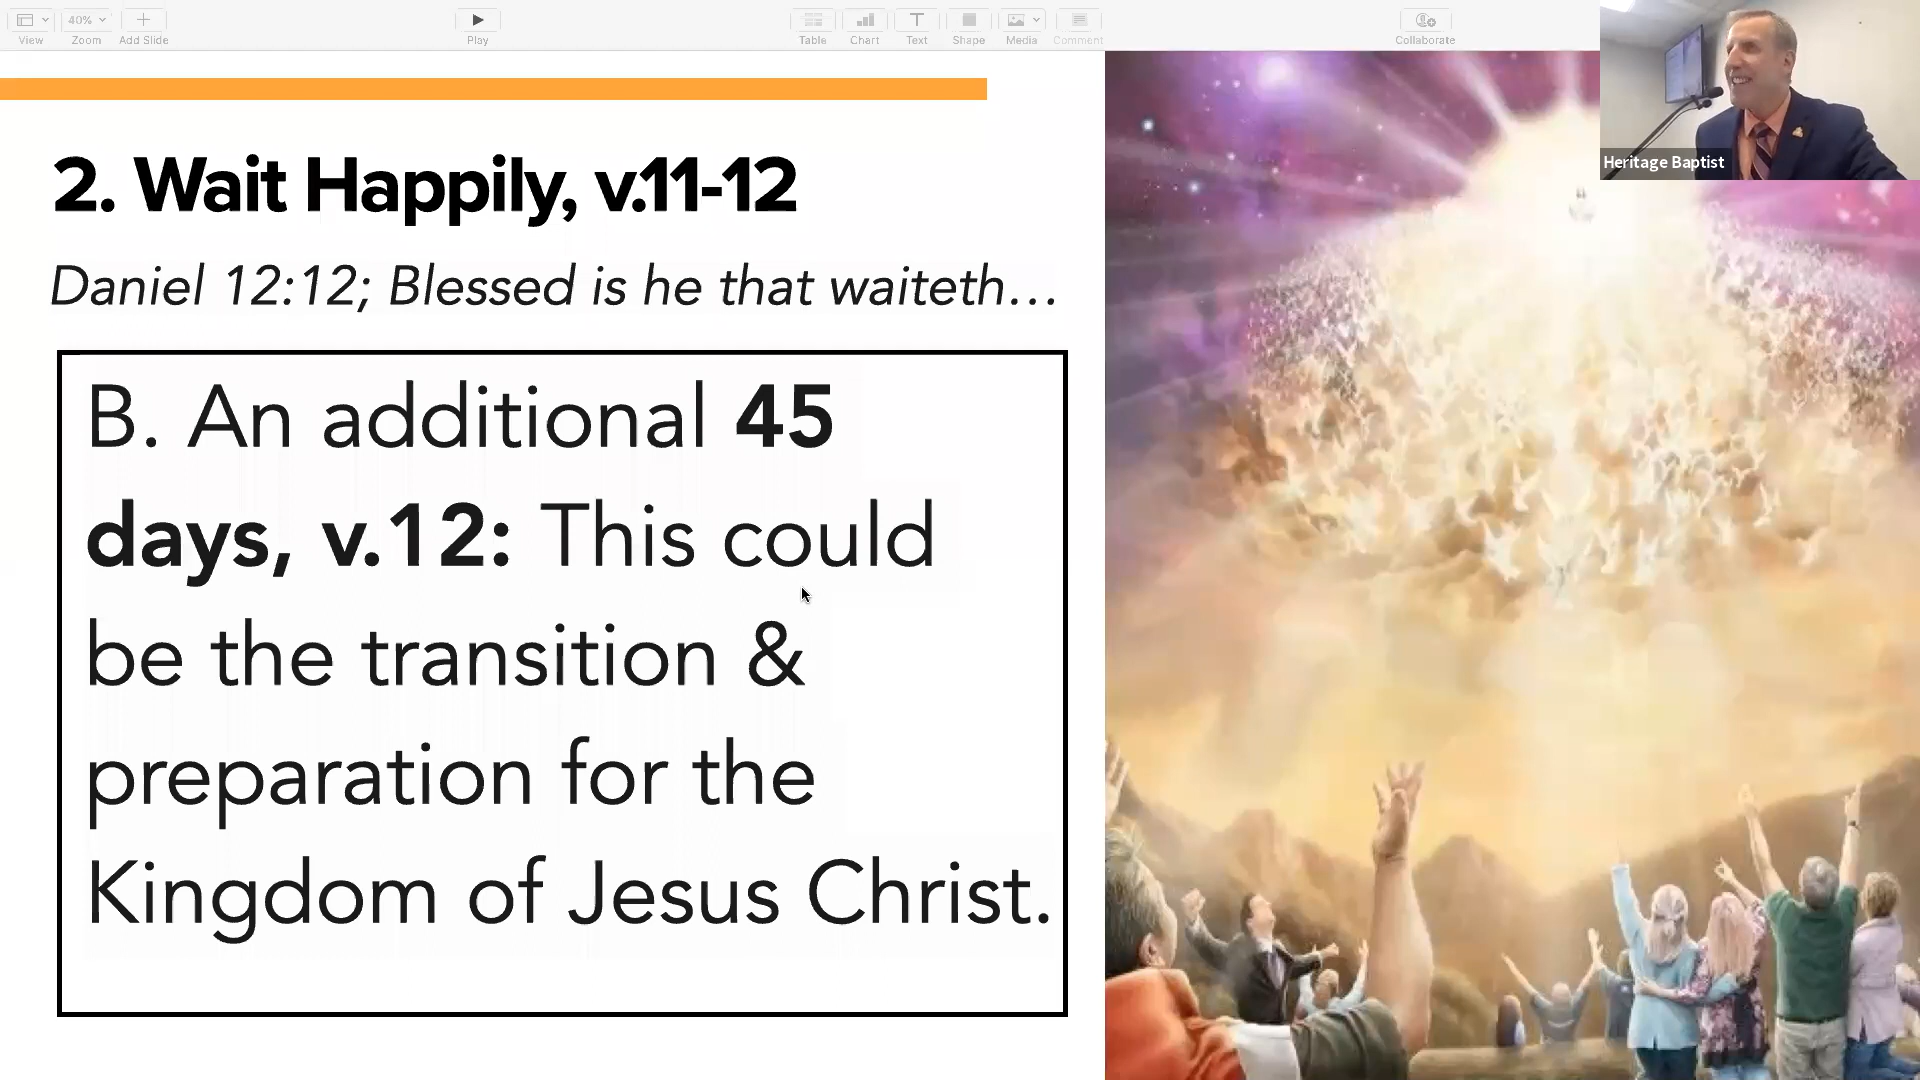 40%
View
Zoom
Add Slide
Play
Table
Chart
Text
Shape
Media
Comment
Collaborate
Heritage Baptist
2. Wait Happily, v.11-12
Daniel 12:12; Blessed is he that waiteth...
B. An additional 45
days, v.12: This could
be the transition &
preparation for the
Kingdom of Jesus Christ.